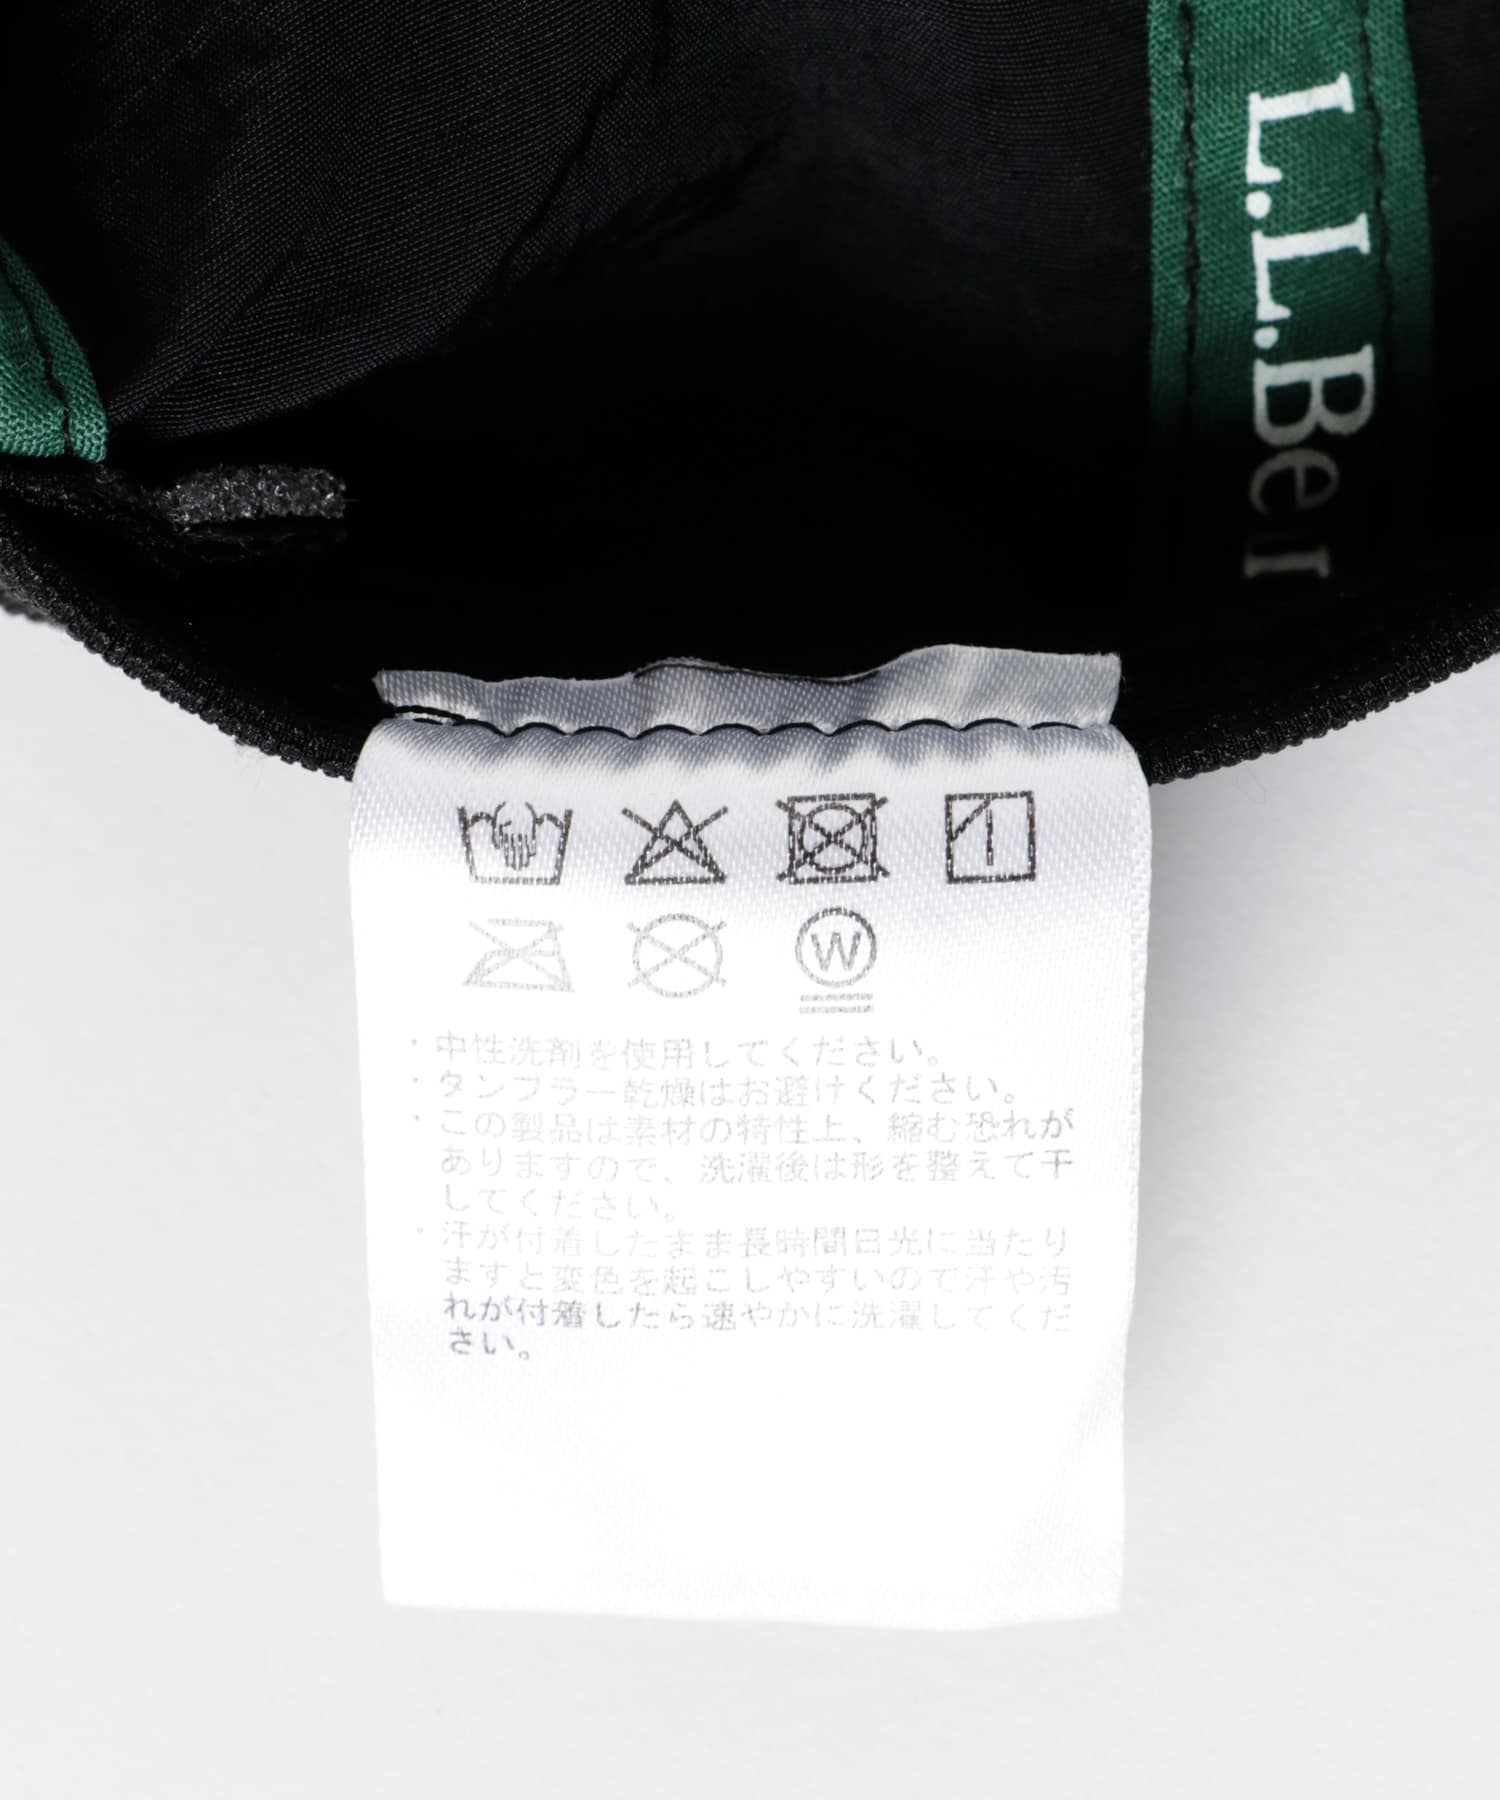 L.L.Bean
W
・中性洗剤を使用してください。
・タンブラー乾燥はお避けください。
・この製品は素材の特性上、縮む恐れが
ありますので、洗濯後は形を整えて干
してください。
・汗が付着したまま長時間日光に当たり
ますと変色を起こしやすいので汗や汚
れが付着したら速やかに洗濯してくだ
さい。